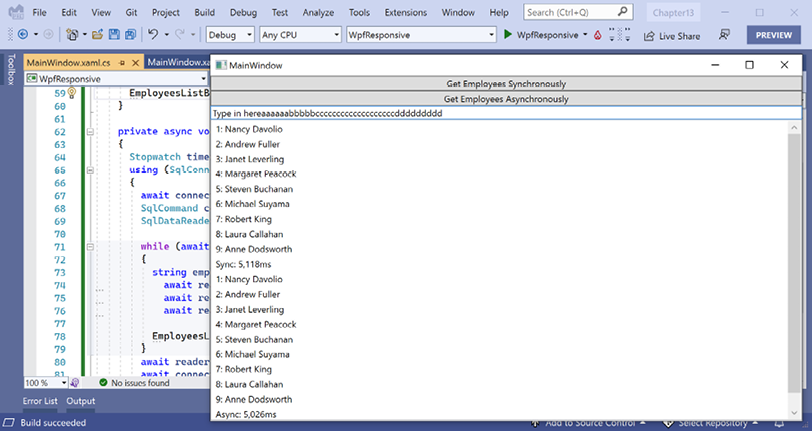 File Edit View Git Project Build Debug Test Analyze Tools Extensions Window Help Search (Ctrl+Q) Chapter13
Debug Any CPU WpfResponsive WpfResponsive Live Share PREVIEW
Toolbox
MainWindow.xaml.cs MainWindow.xa
WpfResponsive
MainWindow
Get Employees Synchronously
Get Employees Asynchronously
Type in hereaaaaaabbbbbccccccccccccccccccddddddddd
1: Nancy Davolio
2: Andrew Fuller
3: Janet Leverling
4: Margaret Peacock
5: Steven Buchanan
6: Michael Suyama
7: Robert King
8: Laura Callahan
9: Anne Dodsworth
Sync: 5,118ms
1: Nancy Davolio
2: Andrew Fuller
3: Janet Leverling
4: Margaret Peacock
5: Steven Buchanan
6: Michael Suyama
7: Robert King
8: Laura Callahan
9: Anne Dodsworth
Async: 5,026ms
59 EmployeesListB
60 }
61
62 private async vo
63 {
64 Stopwatch time
65 using (SqlConn
66 {
67 await connec
68 SqlCommand c
69 SqlDataReade
70
71 while (await
72 {
73 string emp
74 await re
75 await re
76 await re
77
78 EmployeesL
79 }
80 await reader
81 await conne
100 % No issues found
Error List Output
Build succeeded Add to Source Control Select Repository